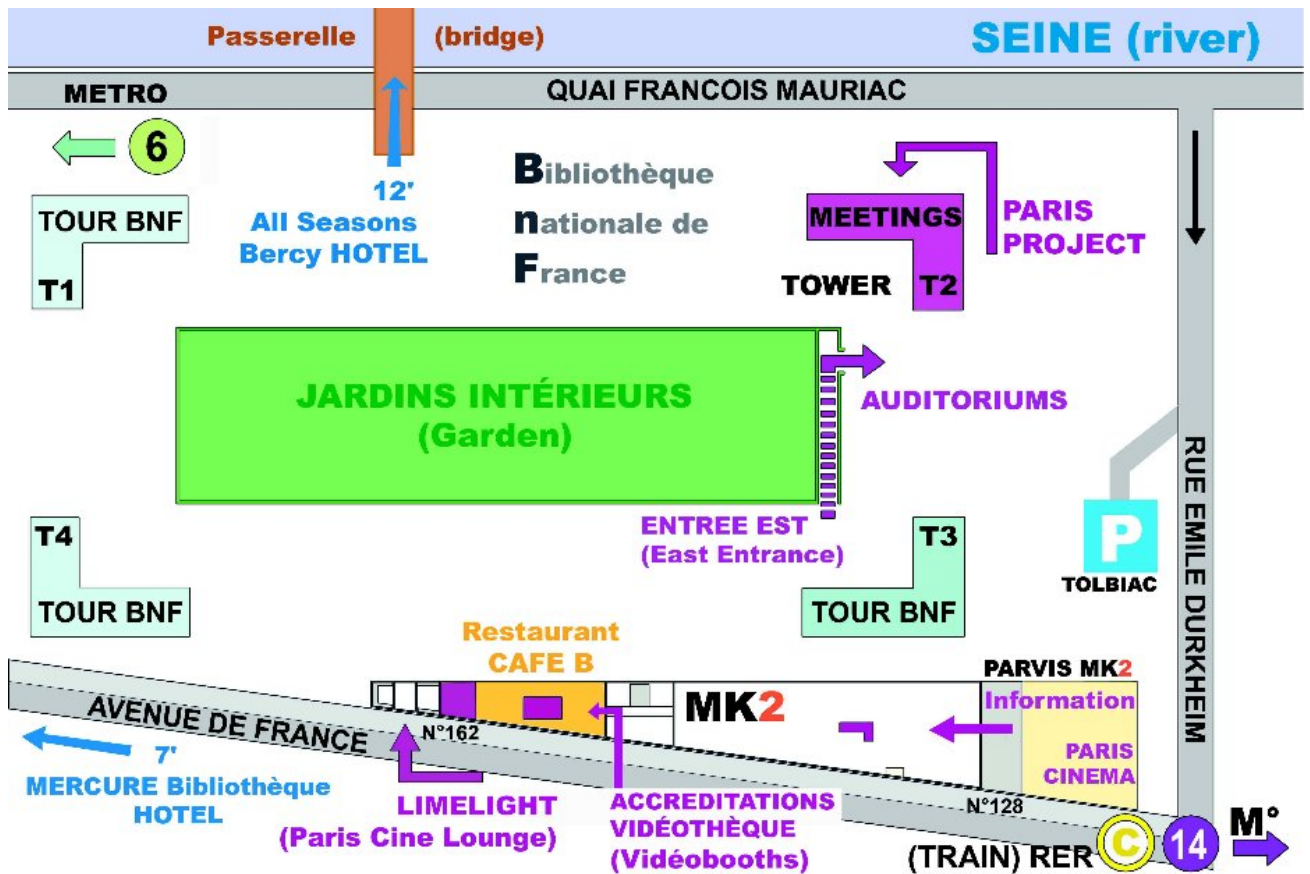 Passerelle (bridge)
SEINE (river)
METRO
QUAI FRANCOIS MAURIAC
6
12'
All Seasons
Bercy HOTEL
Bibliothèque
nationale de
France
MEETINGS
PARIS
PROJECT
TOUR BNF
T1
TOWER T2
JARDINS INTÉRIEURS
(Garden)
AUDITORIUMS
ENTREE EST
(East Entrance)
T4
TOUR BNF
T3
TOUR BNF
P
TOLBIAC
RUE EMILE DURKHEIM
Restaurant
CAFE B
MK2
PARVIS MK2
Information
PARIS
CINEMA
AVENUE DE FRANCE
N°162
N°128
7'
MERCURE Bibliothèque
HOTEL
LIMELIGHT
(Paris Cine Lounge)
ACCREDITATIONS
VIDÉOTHÈQUE
(Vidéobooths)
(TRAIN) RER C 14 M°